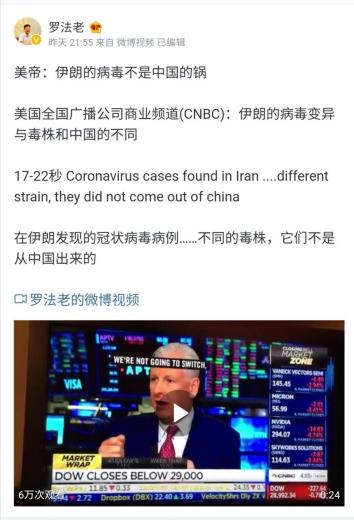 罗法老
昨天 21:55 来自 微博视频 已编辑
美帝：伊朗的病毒不是中国的锅
美国全国广播公司商业频道(CNBC)：伊朗的病毒变异
与毒株和中国的不同
17-22秒 Coronavirus cases found in Iran ....different
strain, they did not come out of china
在伊朗发现的冠状病毒病例……不同的毒株，它们不是
从中国出来的
罗法老的微博视频
CLOSING BELL
MARKET
ZONE
APTV
WE'RE NOT GOING TO SWITCH,
APT
VISA
VANECK VECTORS SEMI
145.45
MICRON
56.99
NVIDIA
294.07
SKYWORKS SOLUTIONS
114.63
MARKET
WRAP
DOW CLOSES BELOW 29,000
CNBC
11.85 ▼0.33
24.35
2.72 Dropbox (DBX) 22.40 ▲3.69 VelocityShrs Dly 2X
DOW
28,992.34
6万次观看
0:24